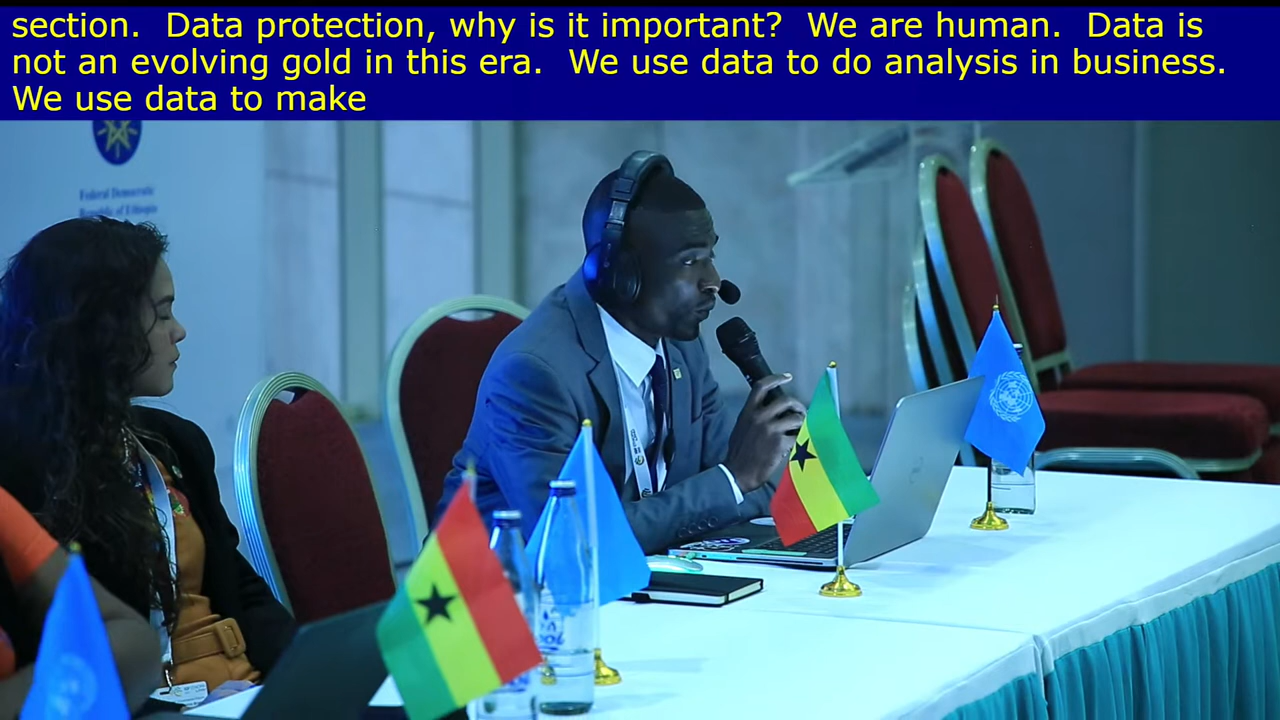 section.  Data protection, why is it important?  We are human.  Data is
not an evolving gold in this era.  We use data to do analysis in business.
We use data to make
Federal Democratic
Republic of Ethiopia